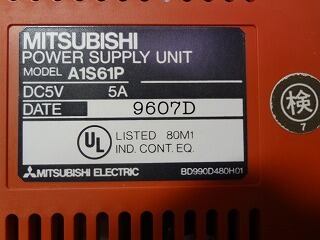 MITSUBISHI
POWER SUPPLY UNIT
MODEL A1S61P
DC5V 5A
DATE 9607D
UL LISTED 80M1
IND. CONT. EQ.
MITSUBISHI ELECTRIC BD990D480H01
検
7